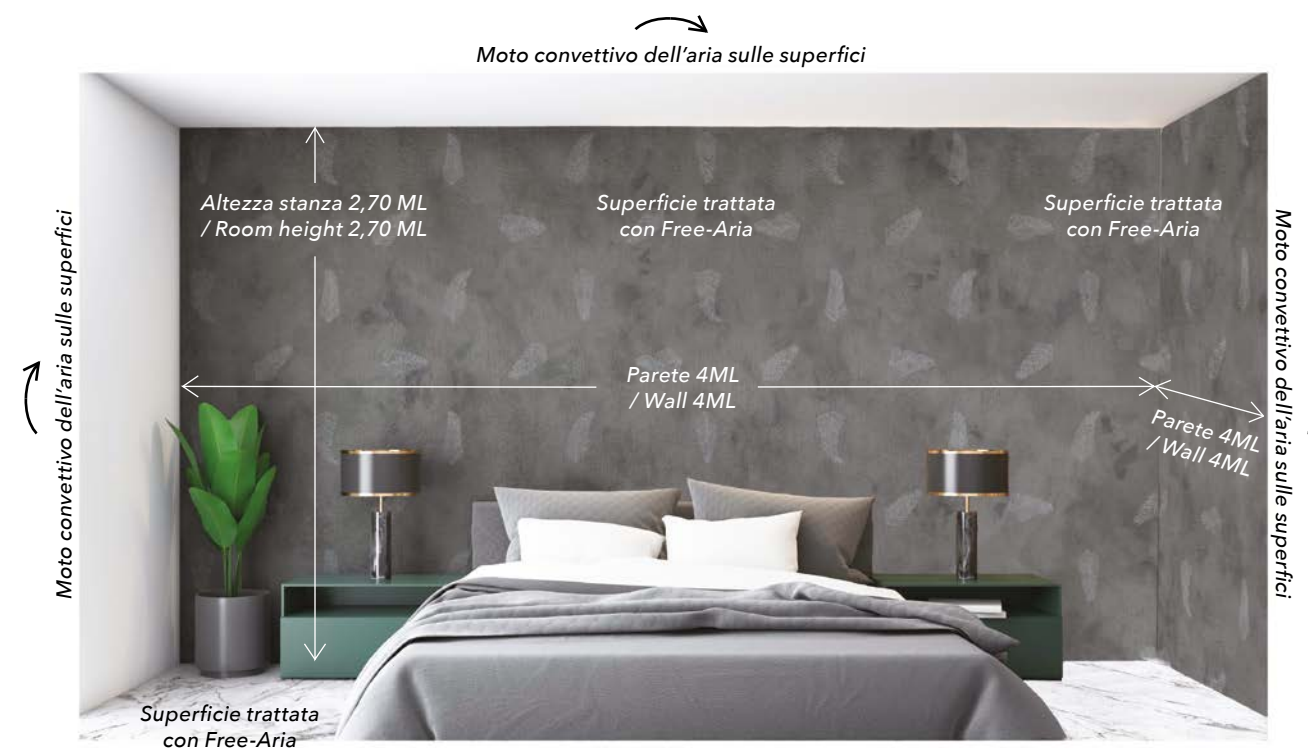 Moto convettivo dell'aria sulle superfici
Moto convettivo dell'aria sulle superfici
Altezza stanza 2,70 ML
/ Room height 2,70 ML
Superficie trattata
con Free-Aria
Superficie trattata
con Free-Aria
Moto convettivo dell'aria sulle superfici
Parete 4ML
/ Wall 4ML
Parete 4ML
/ Wall 4ML
Superficie trattata
con Free-Aria